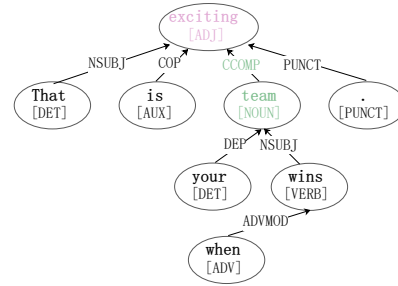 exciting
[ADJ]
NSUBJ COP CCOMP PUNCT
That is team .
[DET] [AUX] [NOUN] [PUNCT]
DEP NSUBJ
your wins
[DET] [VERB]
ADVMOD
when
[ADV]